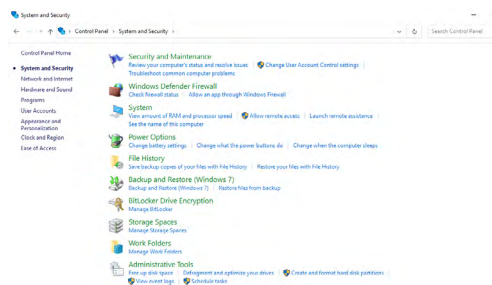 System and Security
Control Panel > System and Security >
Search Control Panel
Control Panel Home
System and Security
Network and Internet
Hardware and Sound
Programs
User Accounts
Appearance and
Personalization
Clock and Region
Ease of Access
Security and Maintenance
Review your computer's status and resolve issues
Change User Account Control settings
Troubleshoot common computer problems
Windows Defender Firewall
Check firewall status
Allow an app through Windows Firewall
System
View amount of RAM and processor speed
Allow remote access
Launch remote assistance
See the name of this computer
Power Options
Change battery settings
Change what the power buttons do
Change when the computer sleeps
File History
Save backup copies of your files with File History
Restore your files with File History
Backup and Restore (Windows 7)
Backup and Restore (Windows 7)
Restore files from backup
BitLocker Drive Encryption
Manage BitLocker
Storage Spaces
Manage Storage Spaces
Work Folders
Manage Work Folders
Administrative Tools
Free up disk space
Defragment and optimize your drives
Create and format hard disk partitions
View event logs
Schedule tasks